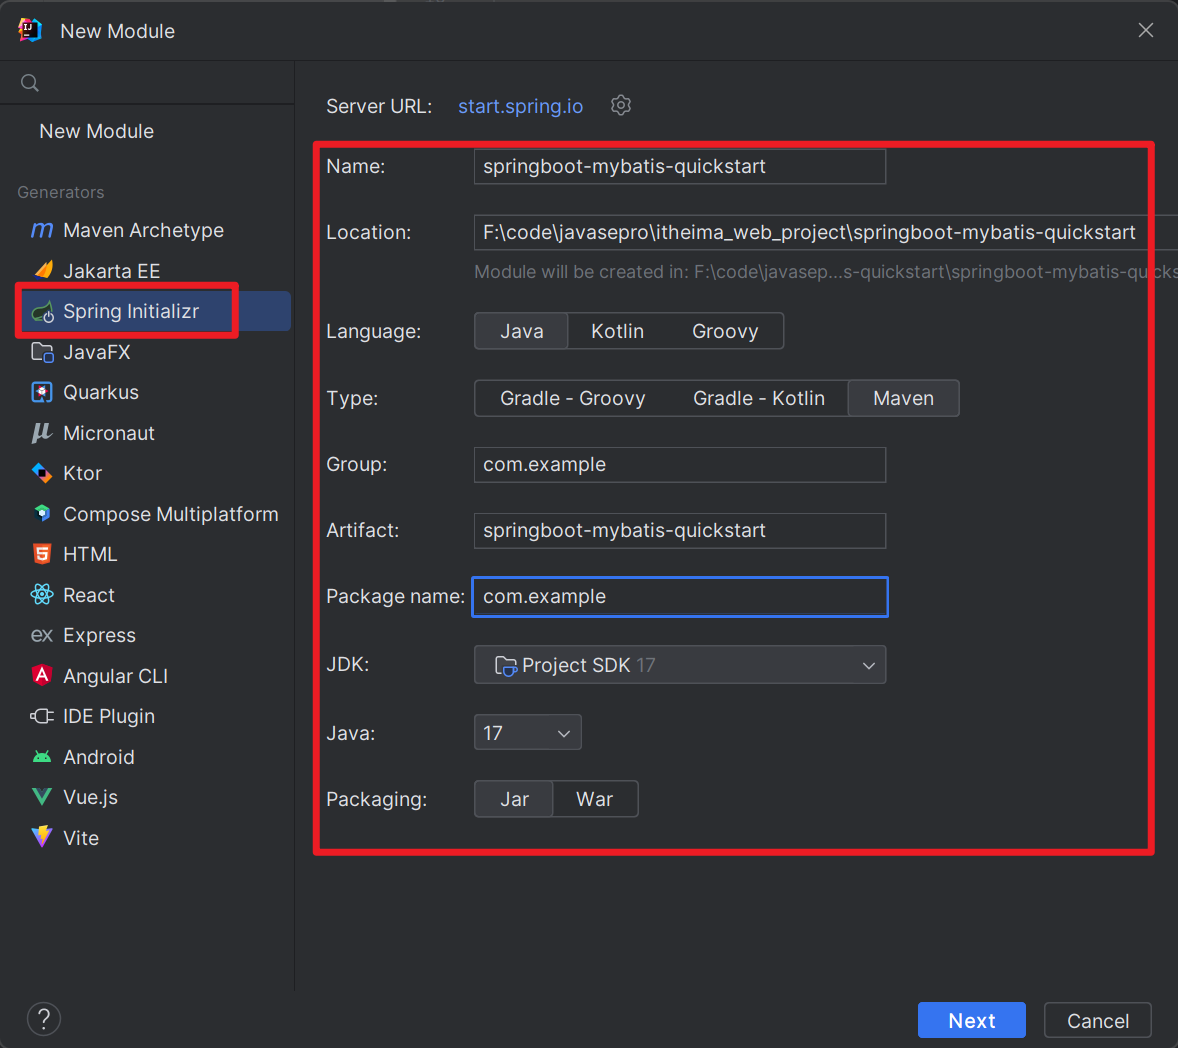 New Module
New Module
Generators
Maven Archetype
Jakarta EE
Spring Initializr
JavaFX
Quarkus
Micronaut
Ktor
Compose Multiplatform
HTML
React
Express
Angular CLI
IDE Plugin
Android
Vue.js
Vite
Server URL: start.spring.io
Name: springboot-mybatis-quickstart
Location: F:\code\javasepro\itheima_web_project\springboot-mybatis-quickstart
Module will be created in: F:\code\javasep...s-quickstart\springboot-mybatis-quicks
Language: Java Kotlin Groovy
Type: Gradle - Groovy Gradle - Kotlin Maven
Group: com.example
Artifact: springboot-mybatis-quickstart
Package name: com.example
JDK: Project SDK 17
Java: 17
Packaging: Jar War
? Next Cancel